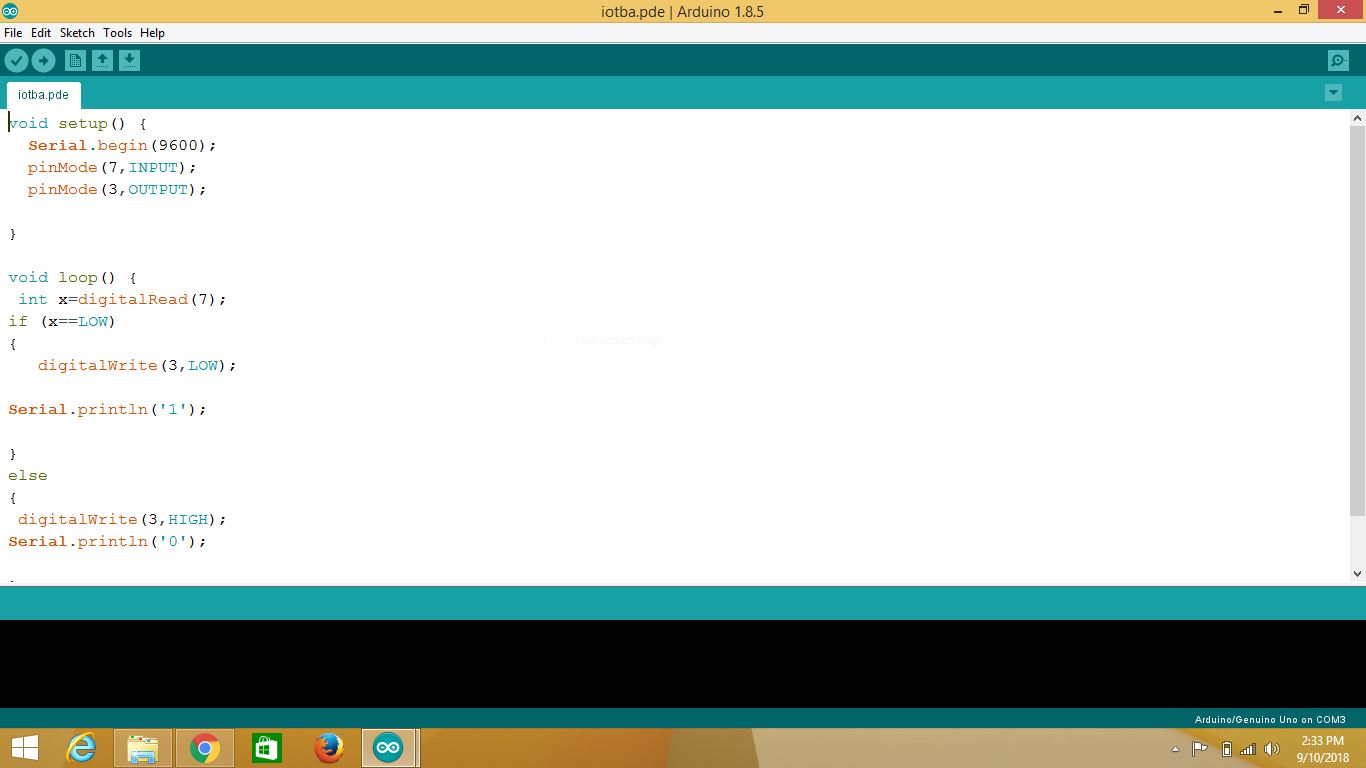 iotba.pde | Arduino 1.8.5
File Edit Sketch Tools Help
iotba.pde
void setup() {
  Serial.begin(9600);
  pinMode(7,INPUT);
  pinMode(3,OUTPUT);
}
void loop() {
 int x=digitalRead(7);
if (x==LOW)
{
   digitalWrite(3,LOW);
Serial.println('1');
}
else
{
 digitalWrite(3,HIGH);
Serial.println('0');
Full-screen Snip
Arduino/Genuino Uno on COM3
2:33 PM
9/10/2018